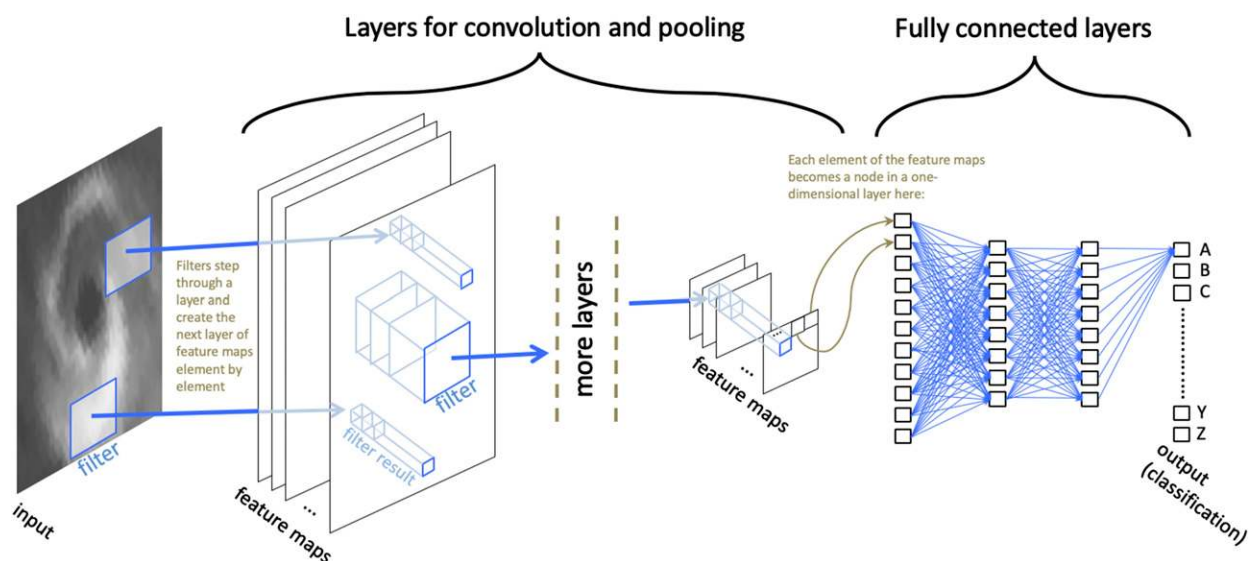 Layers for convolution and pooling
Fully connected layers
Each element of the feature maps
becomes a node in a one-
dimensional layer here:
Filters step
through a
layer and
create the
next layer of
feature maps
element by
element
filter
filter
filter result
input
feature maps
...
more layers
...
...
feature maps
A
B
C
Y
Z
output
(classification)